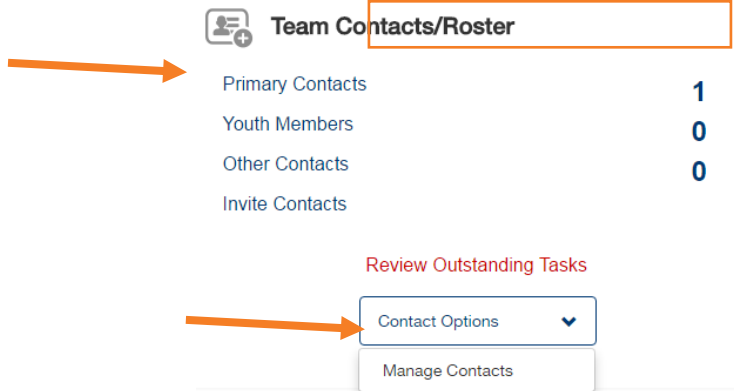 Team Contacts/Roster
Primary Contacts 1
Youth Members 0
Other Contacts 0
Invite Contacts
Review Outstanding Tasks
Contact Options
Manage Contacts